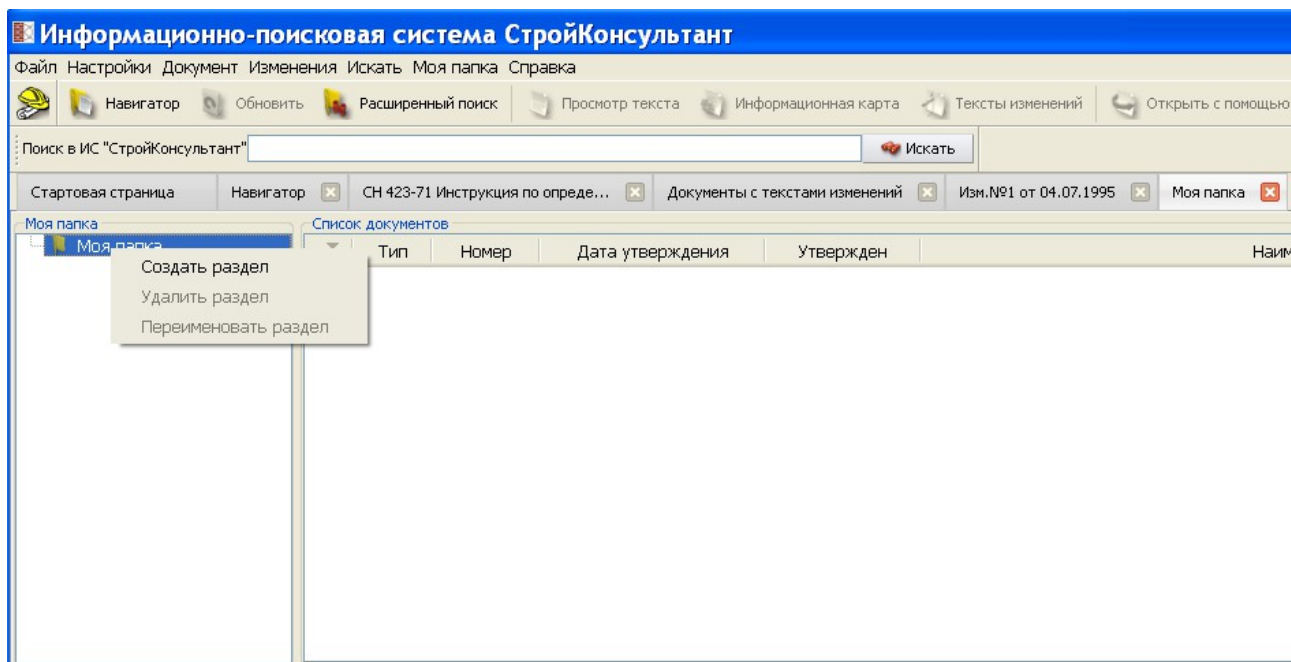 Информационно-поисковая система СтройКонсультант
Файл Настройки Документ Изменения Искать Моя папка Справка
Навигатор Обновить Расширенный поиск Просмотр текста Информационная карта Тексты изменений Открыть с помощью
Поиск в ИС "СтройКонсультант" Искать
Стартовая страница Навигатор СН 423-71 Инструкция по опреде... Документы с текстами изменений Изм.№1 от 04.07.1995 Моя папка
Моя папка Список документов
Моя папка Тип Номер Дата утверждения Утвержден Наим
Создать раздел
Удалить раздел
Переименовать раздел